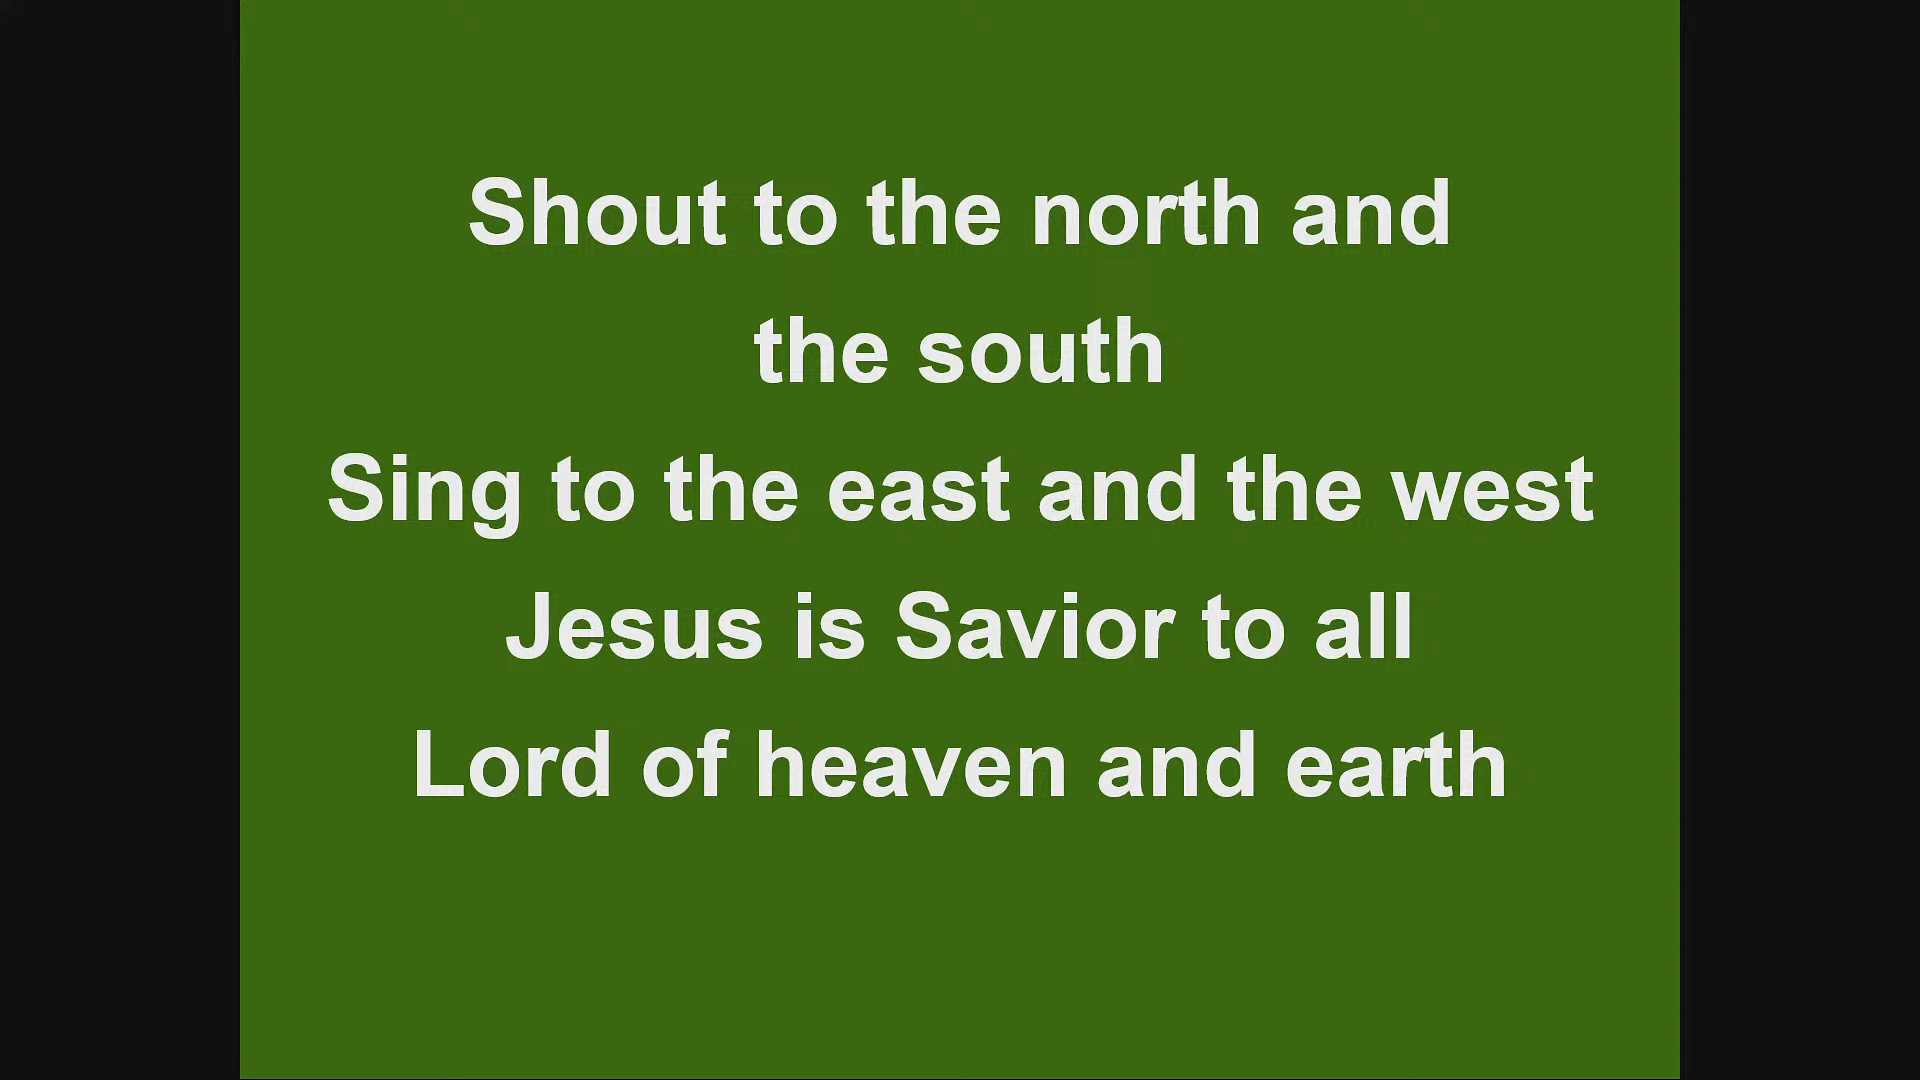 Shout to the north and
the south
Sing to the east and the west
Jesus is Savior to all
Lord of heaven and earth